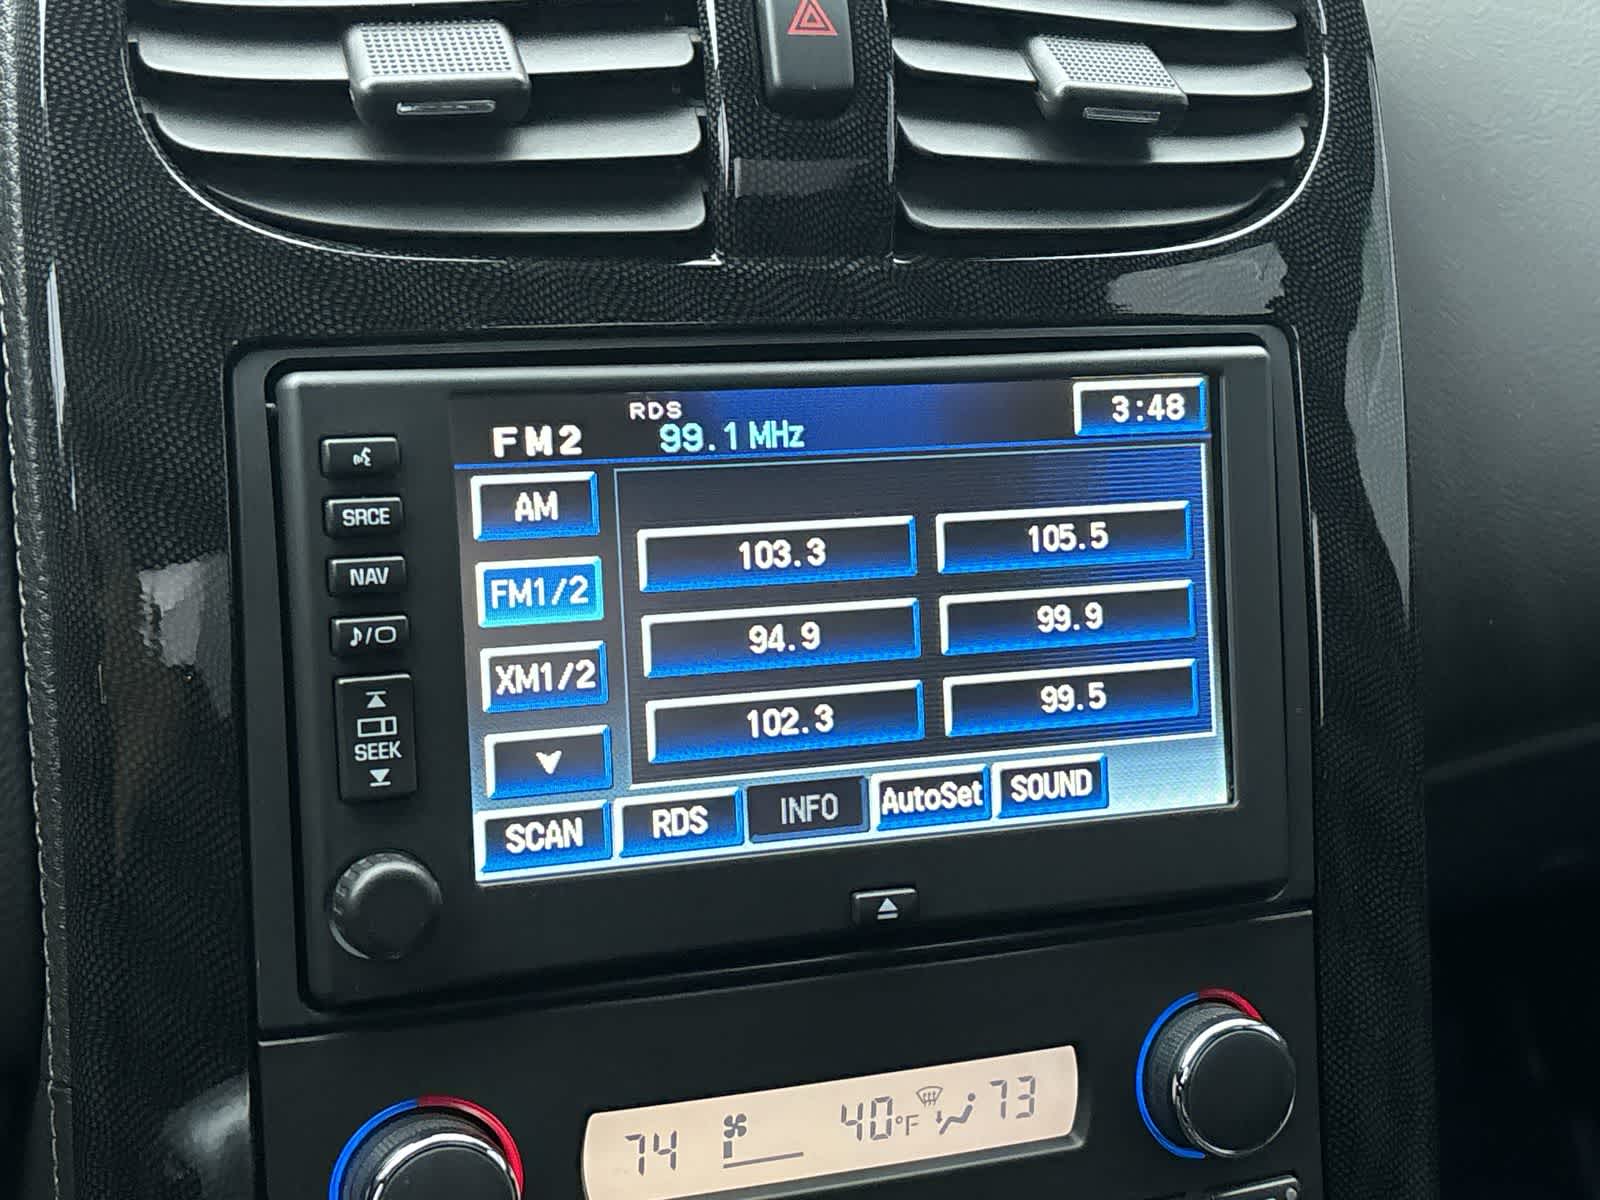 RDS
FM2 99.1 MHz 3:48
AM
FM1/2
XM1/2
103.3 105.5
94.9 99.9
102.3 99.5
SCAN RDS INFO AutoSet SOUND
SRCE
NAV
SEEK
74 40°F 73